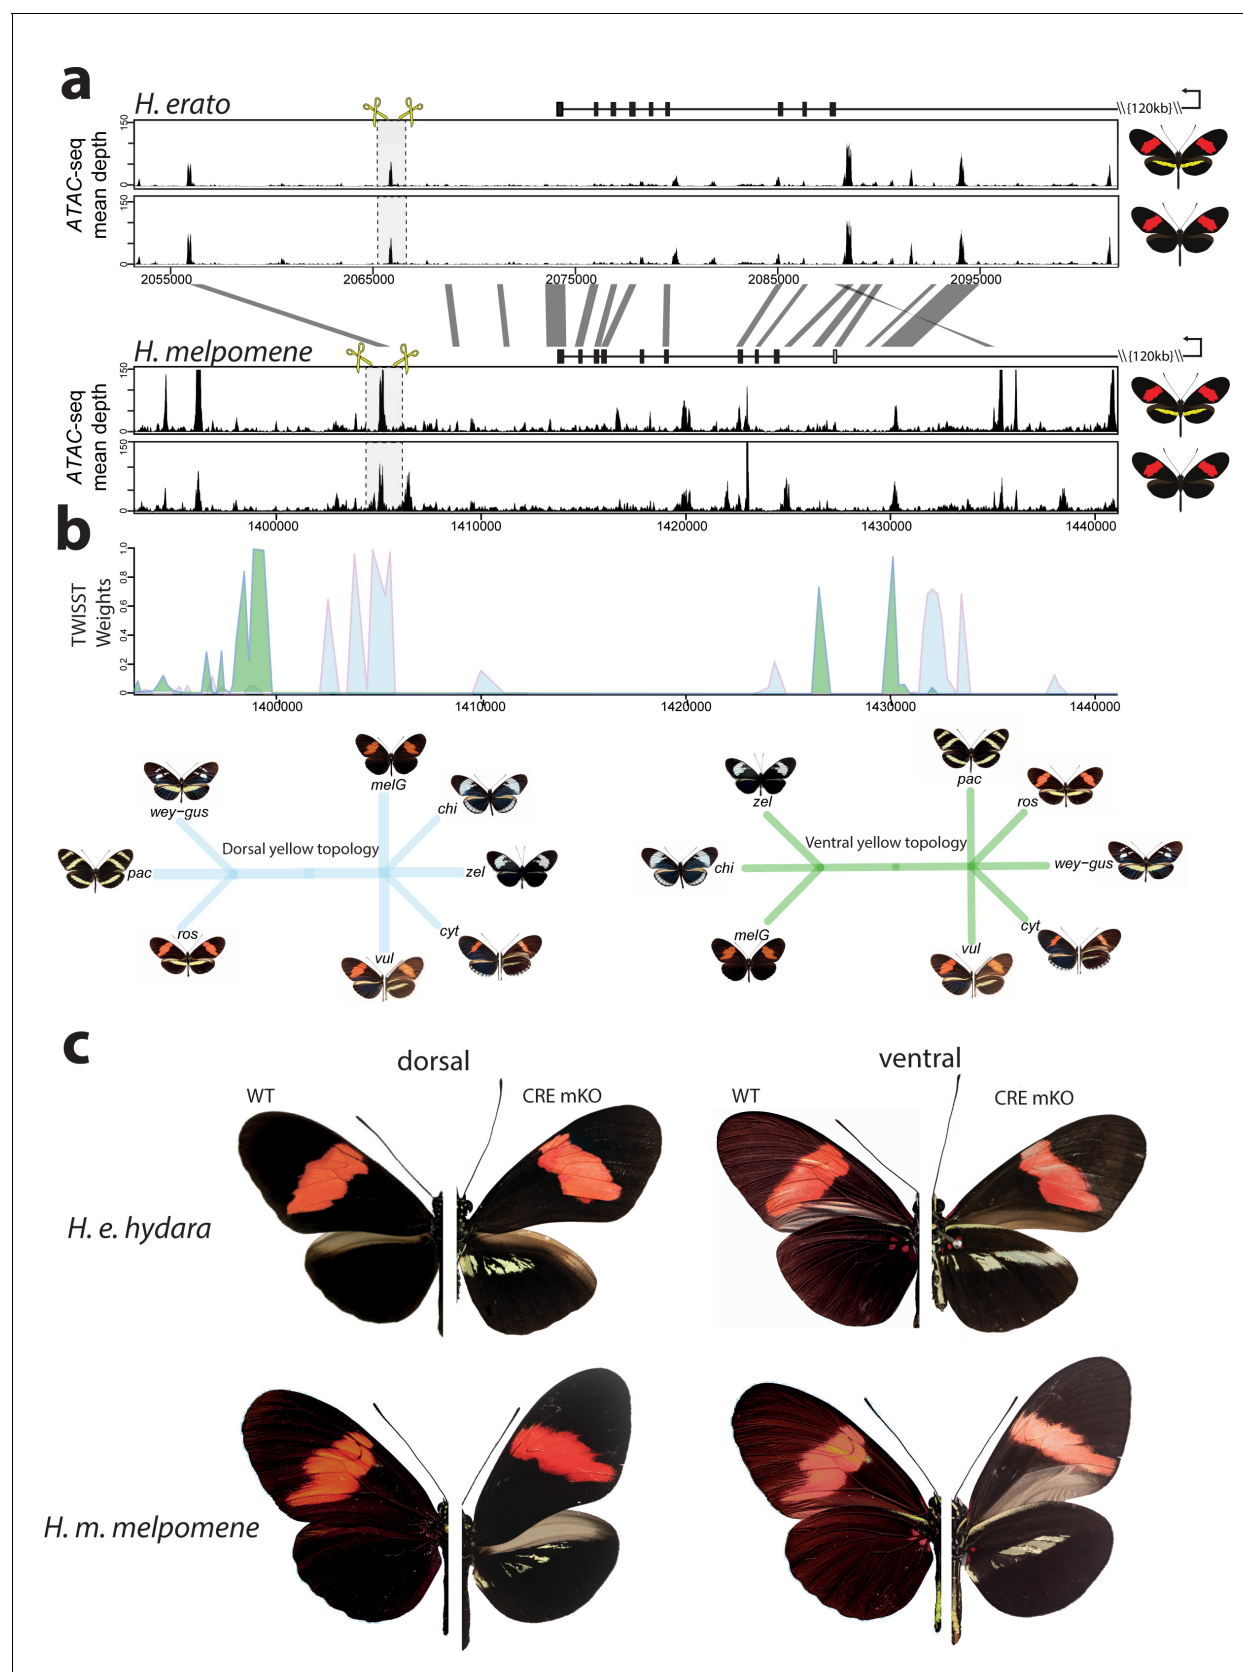 a
H. erato
\\{120kb}\\
ATAC-seq
mean depth
150
0
150
0
2055000 2065000 2075000 2085000 2095000
H. melpomene
\\{120kb}\\
ATAC-seq
mean depth
150
0
150
0
1400000 1410000 1420000 1430000 1440000
b
TWISST
Weights
1.0
0.8
0.6
0.4
0.2
0
1400000 1410000 1420000 1430000 1440000
wey-gus
melG
chi
Dorsal yellow topology
pac
zel
ros
cyt
vul
pac
zel
ros
Ventral yellow topology
chi
wey-gus
melG
cyt
vul
c
dorsal
ventral
WT
CRE mKO
WT
CRE mKO
H. e. hydara
H. m. melpomene